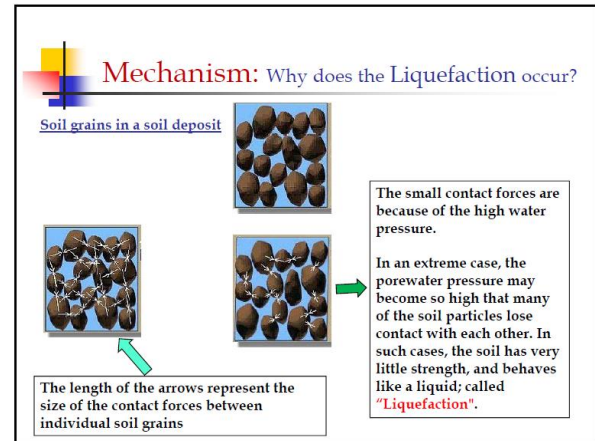 Mechanism: Why does the Liquefaction occur?
Soil grains in a soil deposit
The small contact forces are
because of the high water
pressure.
In an extreme case, the
porewater pressure may
become so high that many
of the soil particles lose
contact with each other. In
such cases, the soil has very
little strength, and behaves
like a liquid; called
“Liquefaction".
The length of the arrows represent the
size of the contact forces between
individual soil grains